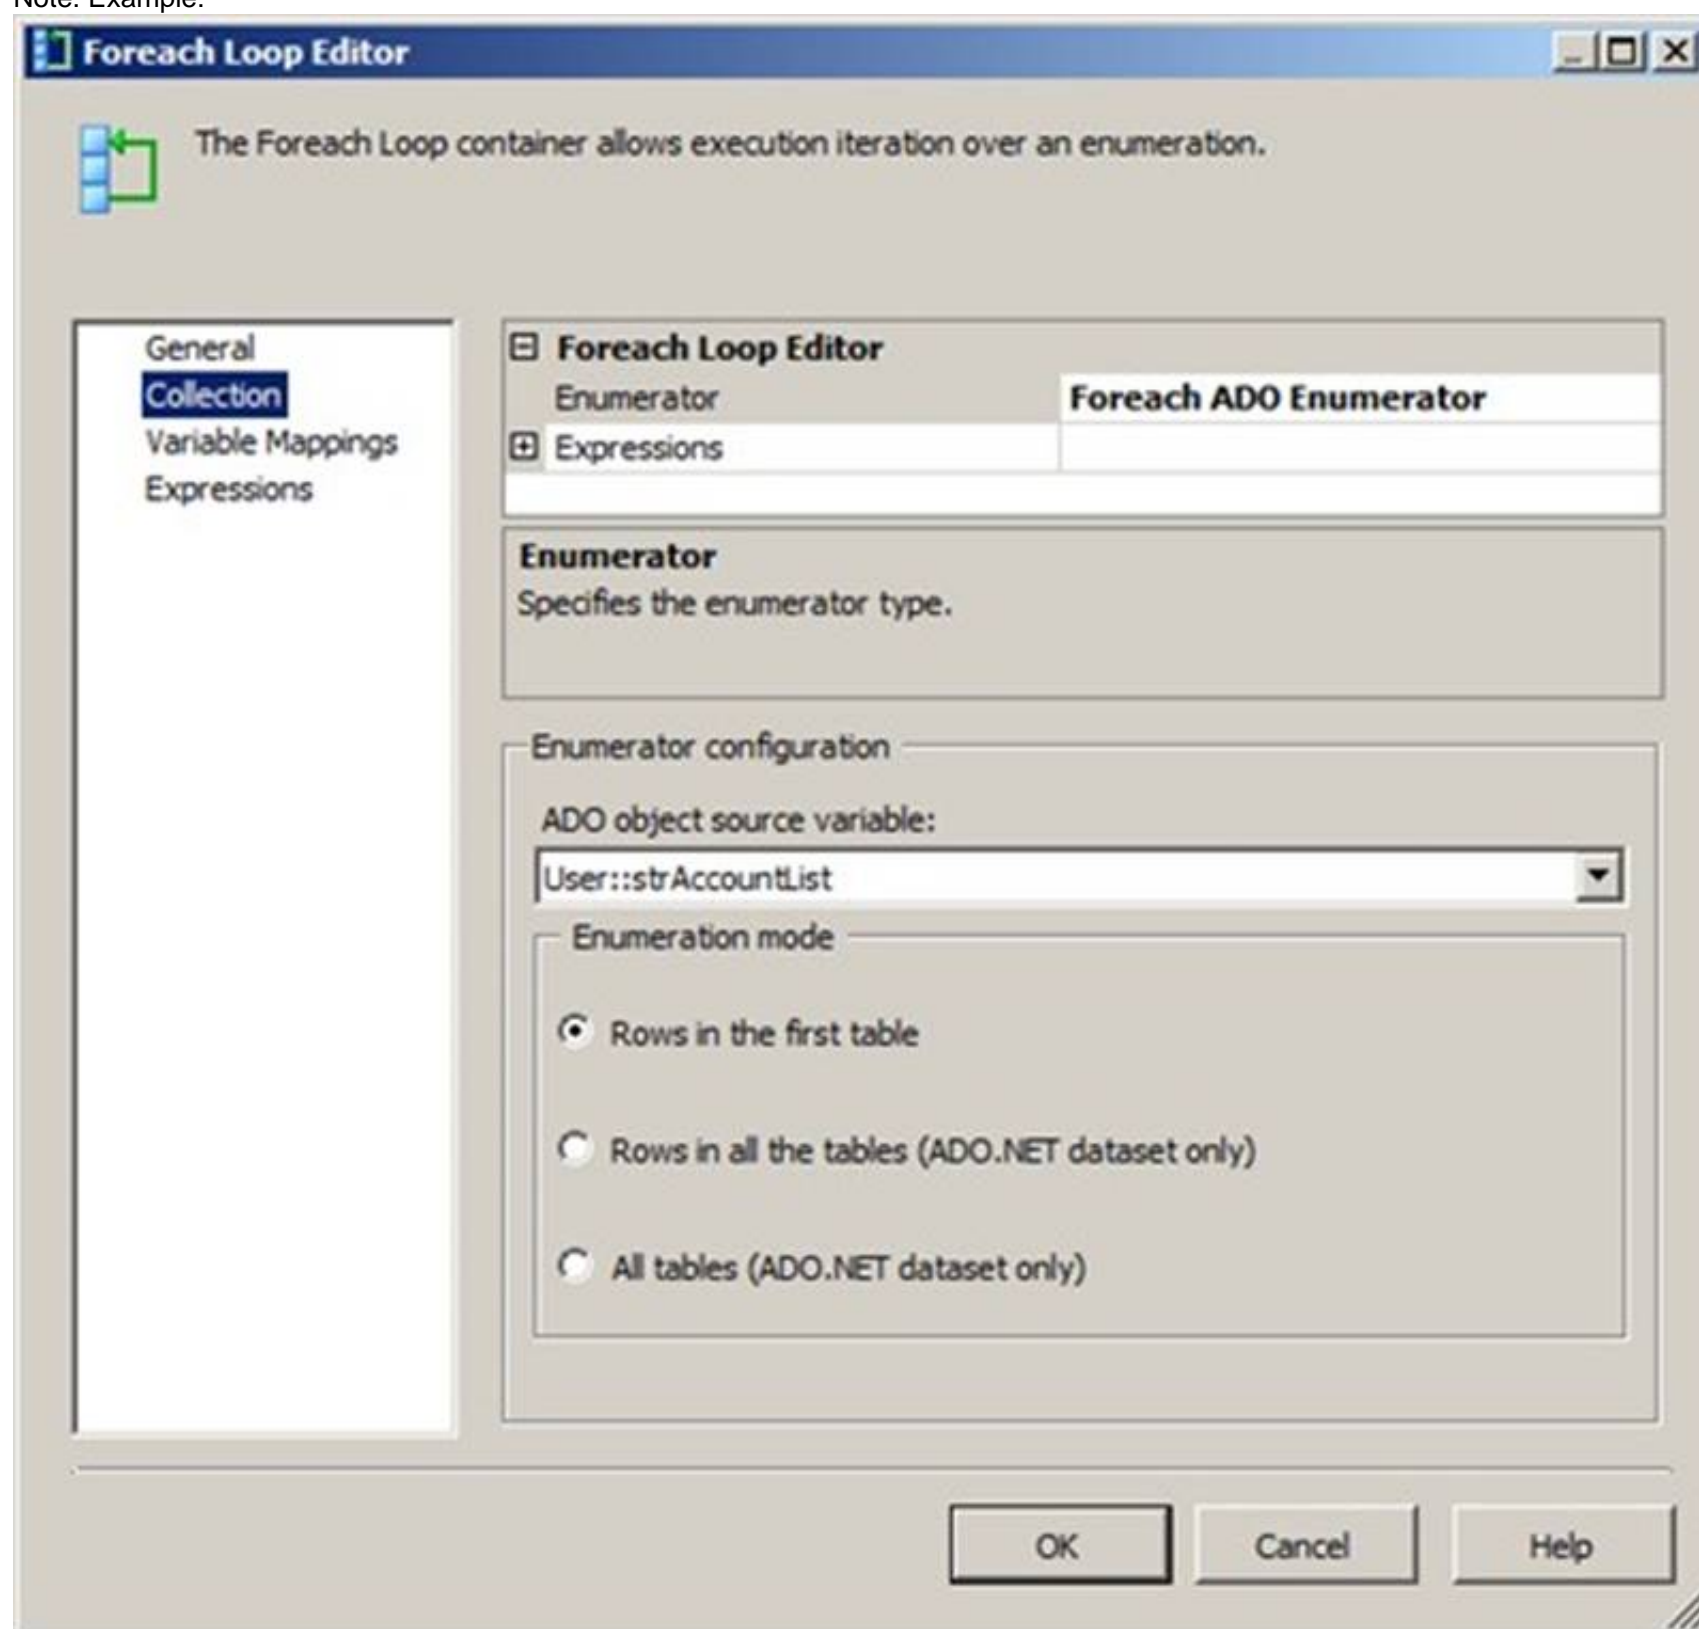 Note: Example:
Foreach Loop Editor
The Foreach Loop container allows execution iteration over an enumeration.
General
Collection
Variable Mappings
Expressions
Foreach Loop Editor
Enumerator Foreach ADO Enumerator
Expressions
Enumerator
Specifies the enumerator type.
Enumerator configuration
ADO object source variable:
User::strAccountList
Enumeration mode
Rows in the first table
Rows in all the tables (ADO.NET dataset only)
All tables (ADO.NET dataset only)
OK Cancel Help